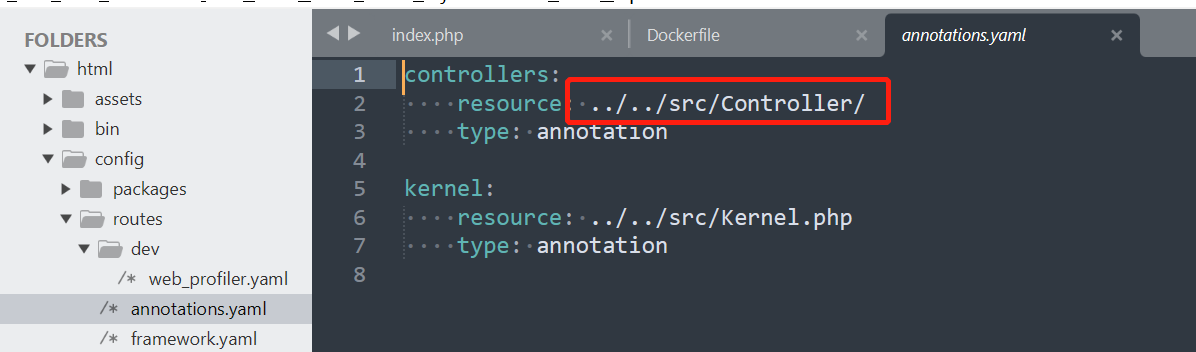 FOLDERS
html
assets
bin
config
packages
routes
dev
/* web_profiler.yaml
/* annotations.yaml
/* framework.yaml
index.php ×
Dockerfile ×
annotations.yaml ×
1 controllers:
2 resource: ../../src/Controller/
3 type: annotation
4
5 kernel:
6 resource: ../../src/Kernel.php
7 type: annotation
8